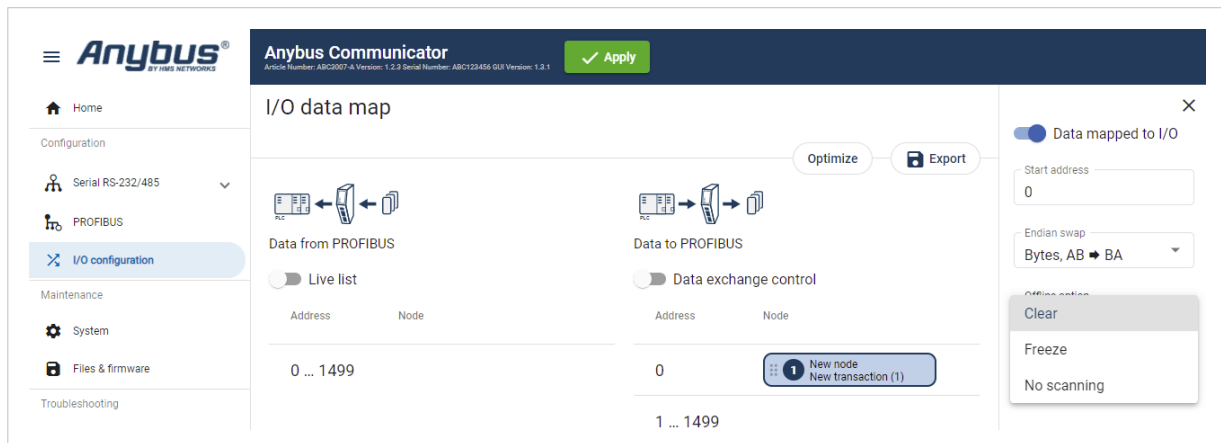 Anybus®
BY HMS NETWORKS
Anybus Communicator
Article Number: ABC3007-A Version: 1.2.3 Serial Number: ABC123456 GUI Version: 1.3.1
Apply
Home
Configuration
Serial RS-232/485
PROFIBUS
I/O configuration
Maintenance
System
Files & firmware
Troubleshooting
I/O data map
Optimize
Export
PLC
Data from PROFIBUS
Live list
Address Node
0 ... 1499
PLC
Data to PROFIBUS
Data exchange control
Address Node
0
1
New node
New transaction (1)
1 ... 1499
Data mapped to I/O
Start address
0
Endian swap
Bytes, AB ➡ BA
Offline option
Clear
Freeze
No scanning